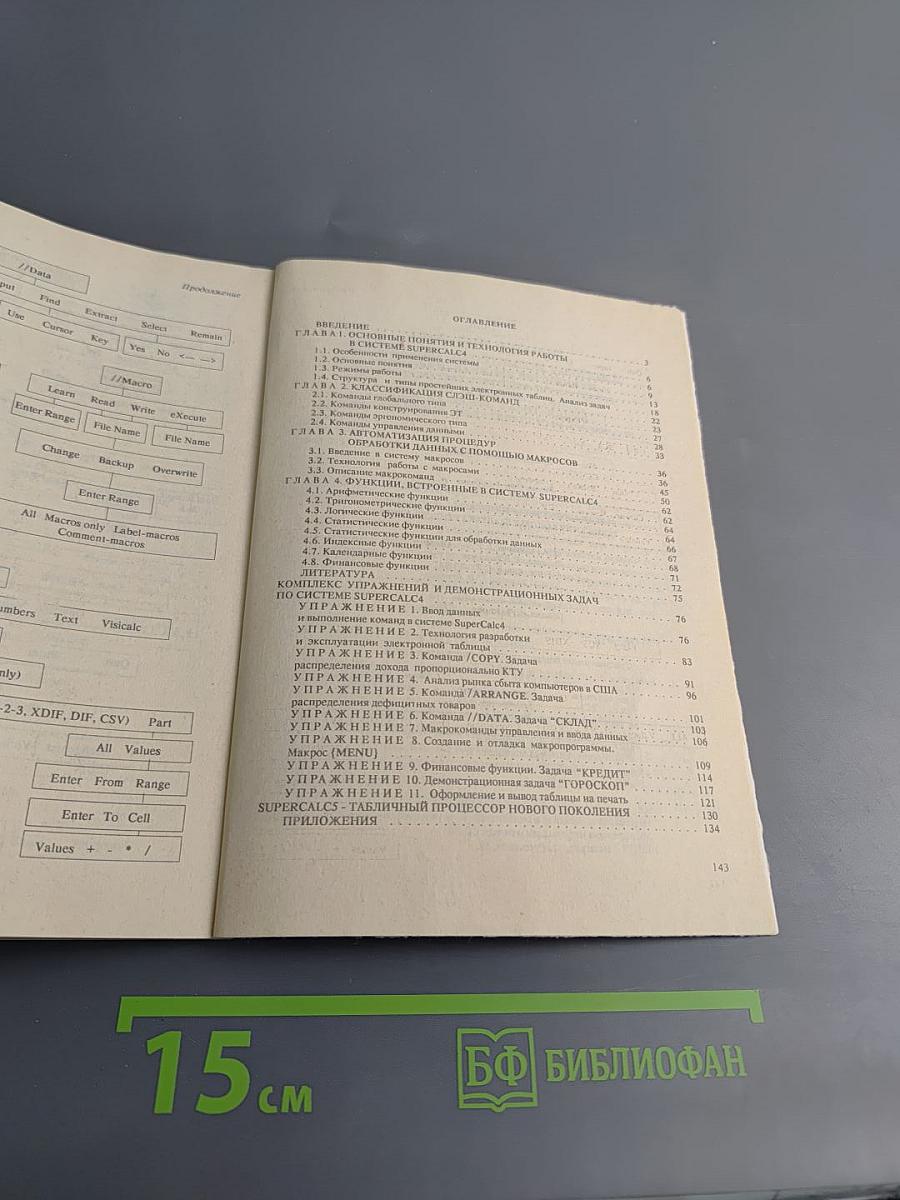 //Data
Продолжение
Find Extract Select Remain
Use Cursor Key Yes No <— —>
//Macro
Learn Read Write eXecute
Enter Range File Name File Name
Change Backup Overwrite
Enter Range
All Macros only Label-macros
Comment-macros
Text Visicalc
XDIF, DIF, CSV) Part
All Values
Enter From Range
Enter To Cell
Values + - * /
ОГЛАВЛЕНИЕ
ВВЕДЕНИЕ 3
ГЛАВА 1. ОСНОВНЫЕ ПОНЯТИЯ И ТЕХНОЛОГИЯ РАБОТЫ
В СИСТЕМЕ SUPERCALC4 6
1.1. Особенности применения системы 6
1.2. Основные понятия 9
1.3. Режимы работы 13
1.4. Структура и типы простейших электронных таблиц. Анализ задач 18
ГЛАВА 2. КЛАССИФИКАЦИЯ СЛЭШ-КОМАНД 22
2.1. Команды глобального типа 23
2.2. Команды конструирования ЭТ 27
2.3. Команды эргономического типа 28
2.4. Команды управления данными 33
ГЛАВА 3. АВТОМАТИЗАЦИЯ ПРОЦЕДУР
ОБРАБОТКИ ДАННЫХ С ПОМОЩЬЮ МАКРОСОВ 36
3.1. Введение в систему макросов 36
3.2. Технология работы с макросами 45
3.3. Описание макрокоманд 50
ГЛАВА 4. ФУНКЦИИ, ВСТРОЕННЫЕ В СИСТЕМУ SUPERCALC4 62
4.1. Арифметические функции 62
4.2. Тригонометрические функции 64
4.3. Логические функции 64
4.4. Статистические функции 66
4.5. Статистические функции для обработки данных 67
4.6. Индексные функции 68
4.7. Календарные функции 71
4.8. Финансовые функции 72
ЛИТЕРАТУРА 75
КОМПЛЕКС УПРАЖНЕНИЙ И ДЕМОНСТРАЦИОННЫХ ЗАДАЧ
ПО СИСТЕМЕ SUPERCALC4 76
УПРАЖНЕНИЕ 1. Ввод данных
и выполнение команд в системе SuperCalc4 76
УПРАЖНЕНИЕ 2. Технология разработки
и эксплуатации электронной таблицы 83
УПРАЖНЕНИЕ 3. Команда /COPY. Задача
распределения дохода пропорционально КТУ 91
УПРАЖНЕНИЕ 4. Анализ рынка сбыта компьютеров в США 96
УПРАЖНЕНИЕ 5. Команда /ARRANGE. Задача
распределения дефицитных товаров 101
УПРАЖНЕНИЕ 6. Команда //DATA. Задача "СКЛАД" 103
УПРАЖНЕНИЕ 7. Макрокоманды управления и ввода данных 106
УПРАЖНЕНИЕ 8. Создание и отладка макропрограммы.
Макрос {MENU} 109
УПРАЖНЕНИЕ 9. Финансовые функции. Задача "КРЕДИТ" 114
УПРАЖНЕНИЕ 10. Демонстрационная задача "ГОРОСКОП" 117
УПРАЖНЕНИЕ 11. Оформление и вывод таблицы на печать 121
SUPERCALC5 - ТАБЛИЧНЫЙ ПРОЦЕССОР НОВОГО ПОКОЛЕНИЯ 130
ПРИЛОЖЕНИЯ 134
143
15 см
БФ БИБЛИОФАН